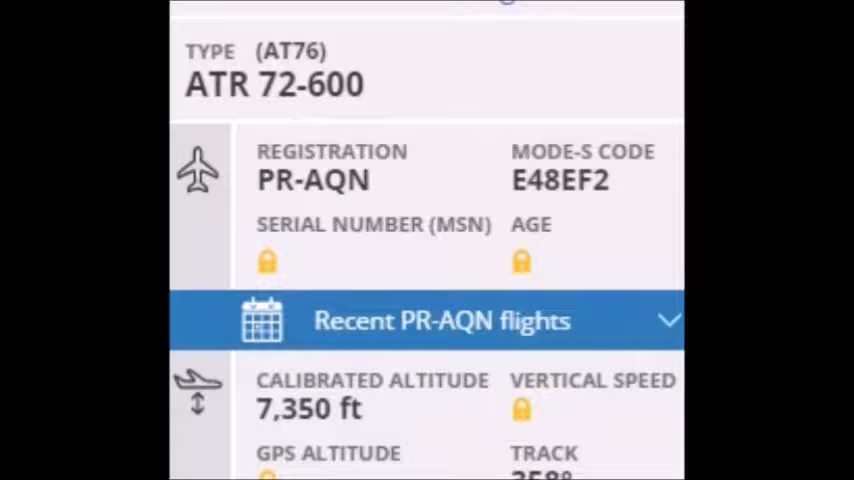 TYPE (AT76)
ATR 72-600
REGISTRATION MODE-S CODE
PR-AQN E48EF2
SERIAL NUMBER (MSN) AGE
Recent PR-AQN flights
CALIBRATED ALTITUDE VERTICAL SPEED
7,350 ft
GPS ALTITUDE TRACK
358°